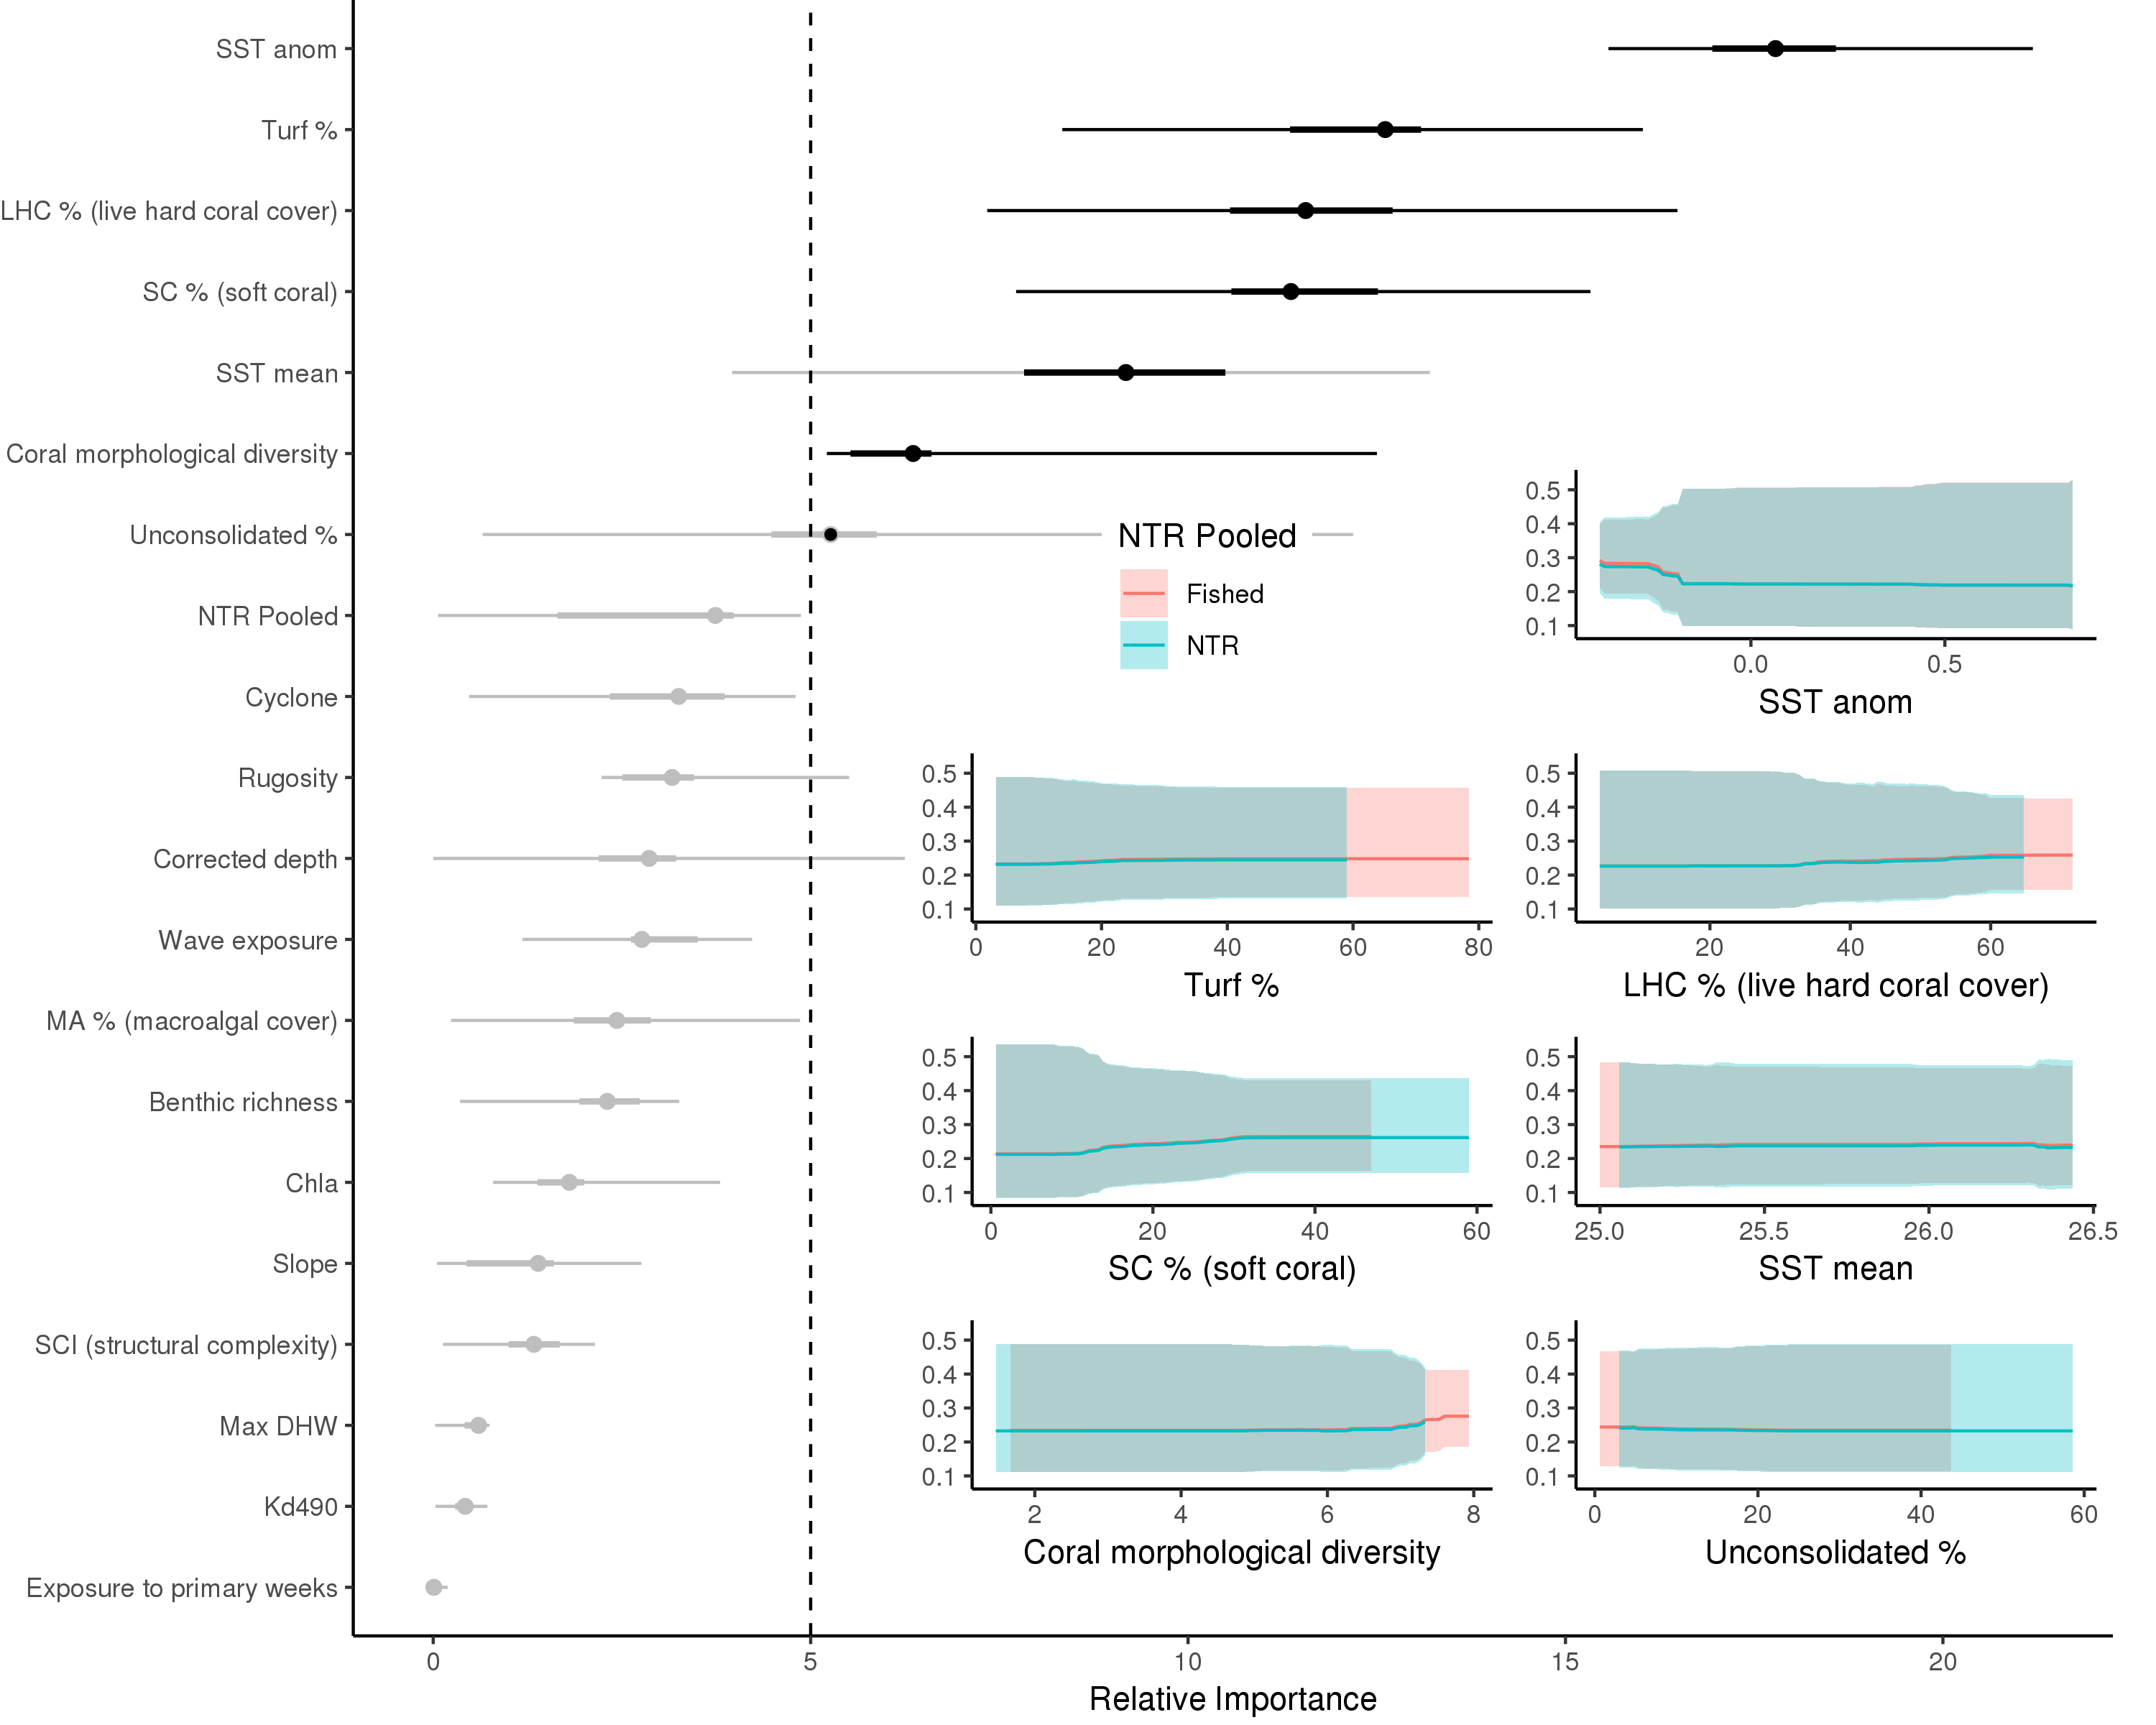 SST anom
Turf %
LHC % (live hard coral cover)
SC % (soft coral)
SST mean
Coral morphological diversity
Unconsolidated %
NTR Pooled
Cyclone
Rugosity
Corrected depth
Wave exposure
MA % (macroalgal cover)
Benthic richness
Chla
Slope
SCI (structural complexity)
Max DHW
Kd490
Exposure to primary weeks
0 5 10 15 20
Relative Importance
NTR Pooled
Fished
NTR
0.5
0.4
0.3
0.2
0.1
0.0 0.5
SST anom
0.5
0.4
0.3
0.2
0.1
0 20 40 60 80
Turf %
0.5
0.4
0.3
0.2
0.1
20 40 60
LHC % (live hard coral cover)
0.5
0.4
0.3
0.2
0.1
0 20 40 60
SC % (soft coral)
0.5
0.4
0.3
0.2
0.1
25.0 25.5 26.0 26.5
SST mean
0.5
0.4
0.3
0.2
0.1
2 4 6 8
Coral morphological diversity
0.5
0.4
0.3
0.2
0.1
0 20 40 60
Unconsolidated %